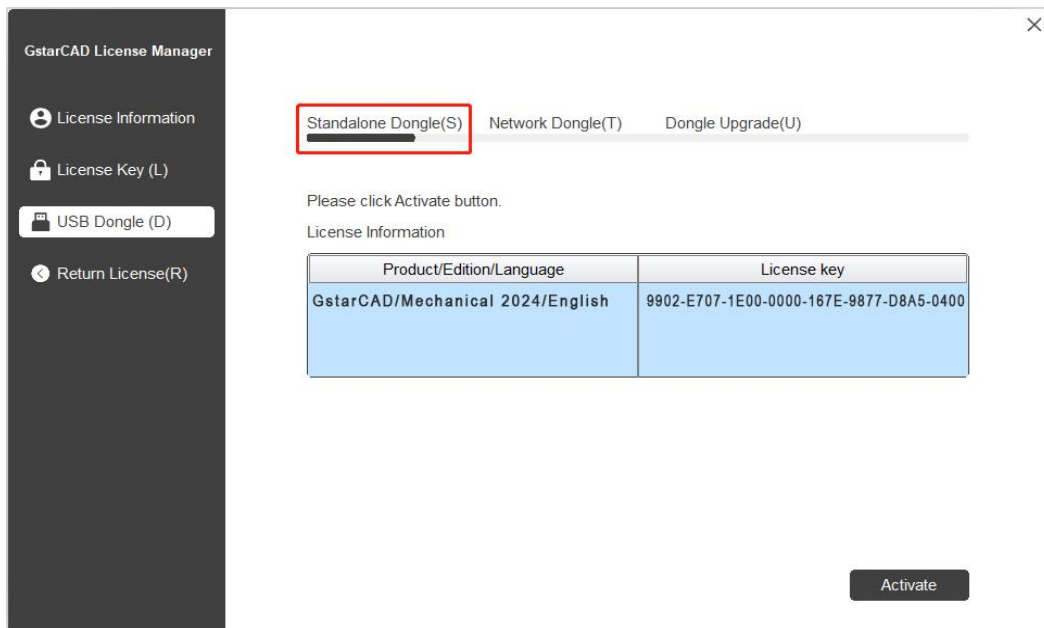 GstarCAD License Manager
License Information
License Key (L)
USB Dongle (D)
Return License(R)
Standalone Dongle(S) Network Dongle(T) Dongle Upgrade(U)
Please click Activate button.
License Information
Product/Edition/Language License key
GstarCAD/Mechanical 2024/English 9902-E707-1E00-0000-167E-9877-D8A5-0400
Activate